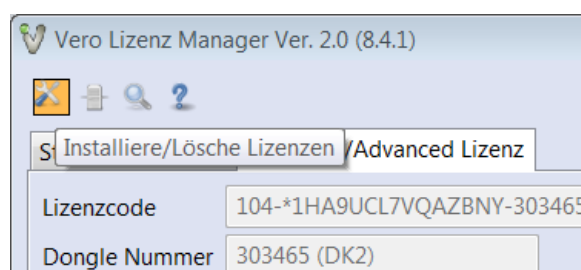 Vero Lizenz Manager Ver. 2.0 (8.4.1)
Installiere/Lösche Lizenzen
/Advanced Lizenz
Lizenzcode
104-*1HA9UCL7VQAZBNY-303465
Dongle Nummer
303465 (DK2)